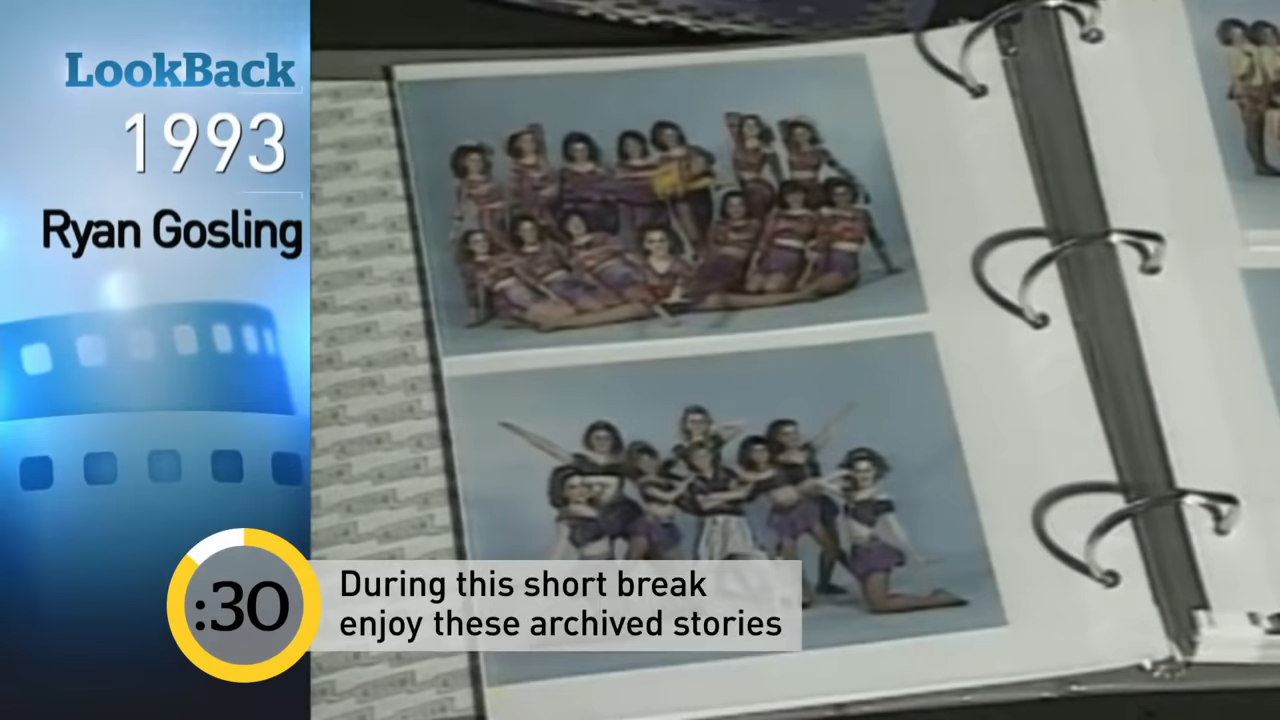 LookBack
1993
Ryan Gosling
:30
During this short break
enjoy these archived stories